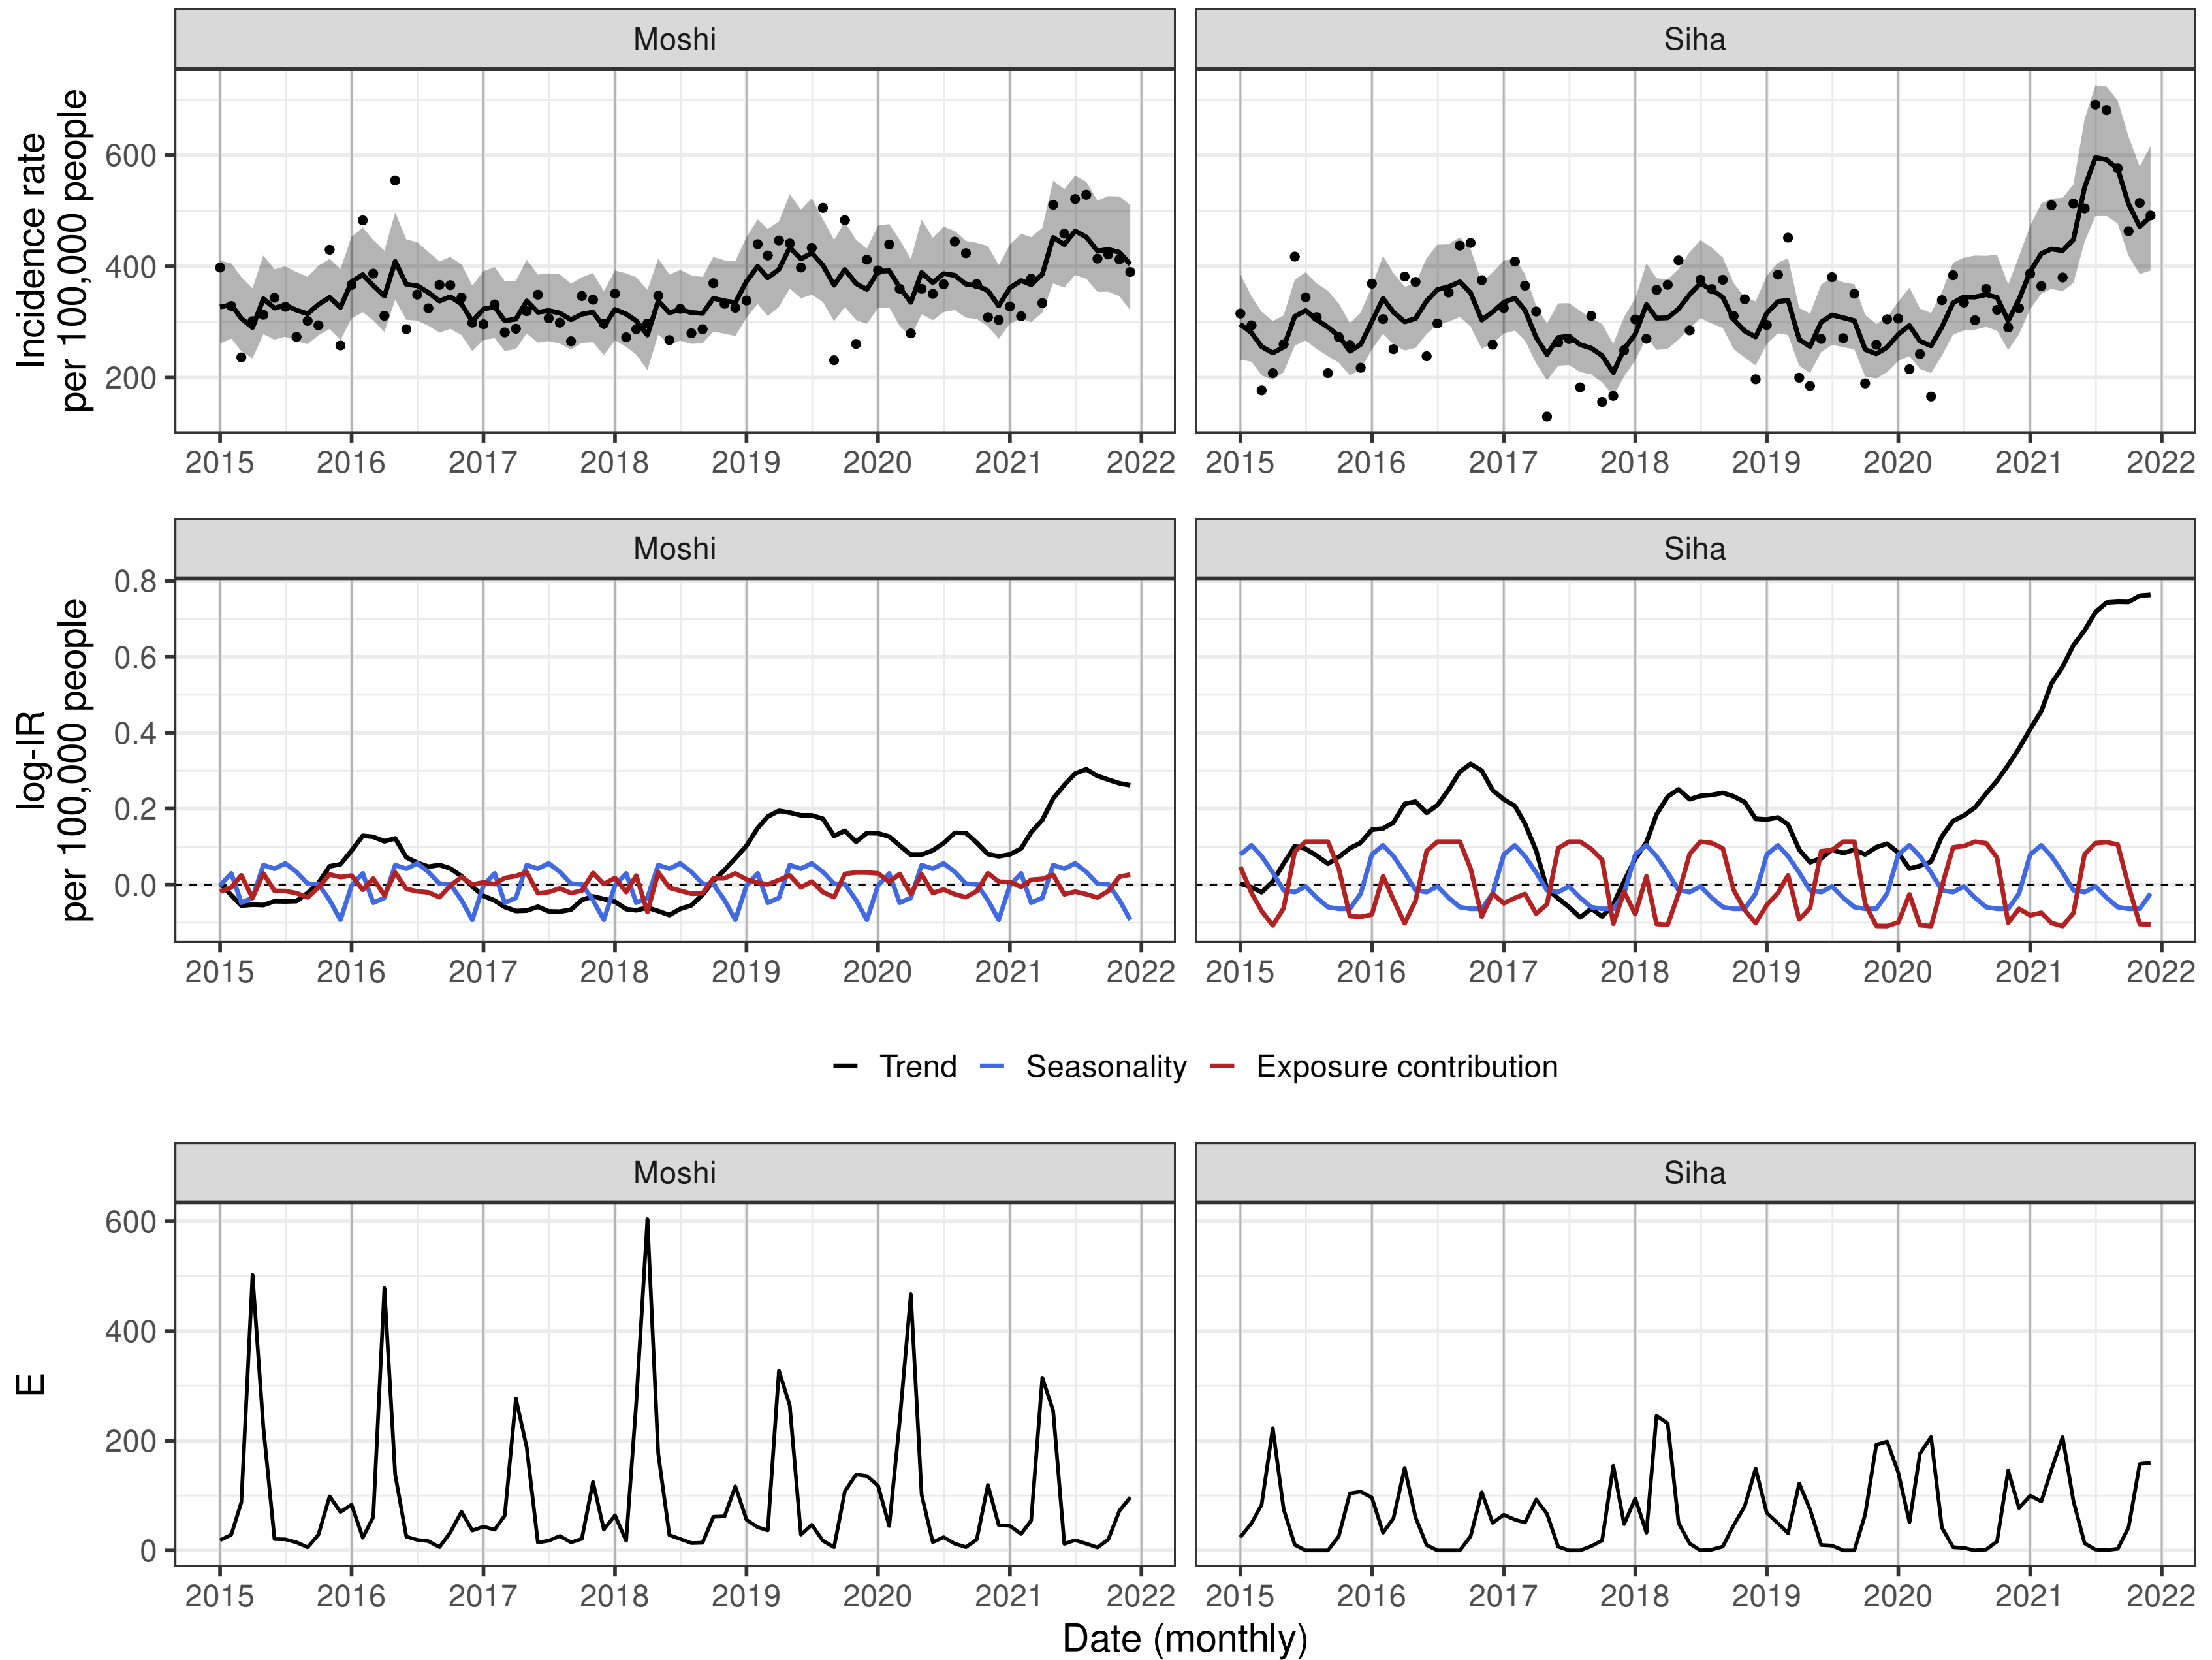 Moshi
Siha
Incidence rate
per 100,000 people
600
400
200
2015 2016 2017 2018 2019 2020 2021 2022
2015 2016 2017 2018 2019 2020 2021 2022
Moshi
Siha
log-IR
per 100,000 people
0.8
0.6
0.4
0.2
0.0
2015 2016 2017 2018 2019 2020 2021 2022
2015 2016 2017 2018 2019 2020 2021 2022
Trend Seasonality Exposure contribution
Moshi
Siha
E
600
400
200
0
2015 2016 2017 2018 2019 2020 2021 2022
2015 2016 2017 2018 2019 2020 2021 2022
Date (monthly)